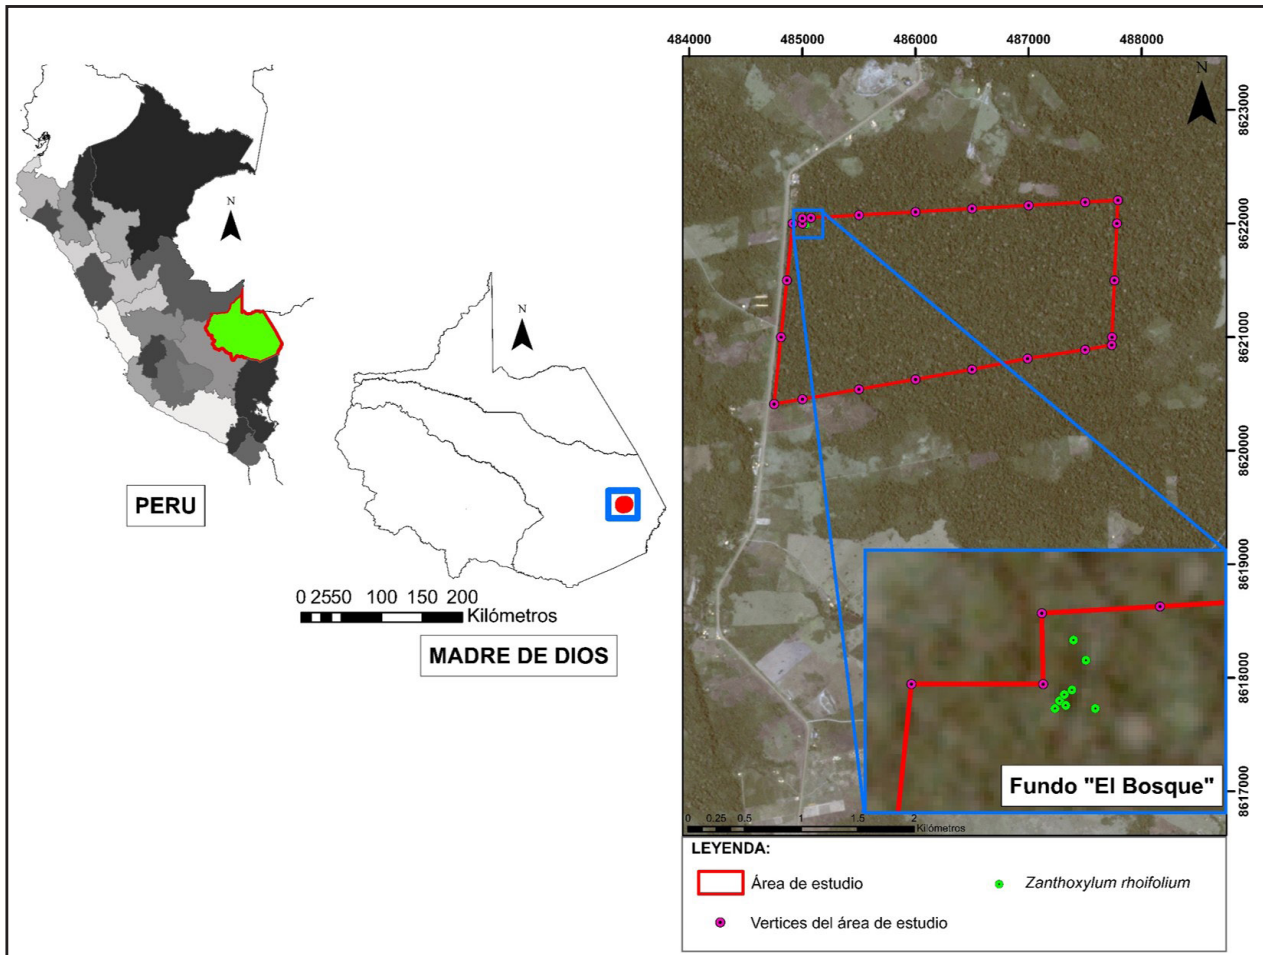 484000 485000 486000 487000 488000
N
8623000
8622000
8621000
8620000
8619000
8618000
8617000
N
N
PERU
0 25 50 100 150 200
Kilómetros
MADRE DE DIOS
Fundo "El Bosque"
0 0.25 0.5 1 1.5 2
Kilómetros
LEYENDA:
Área de estudio
Zanthoxylum rhoifolium
Vertices del área de estudio